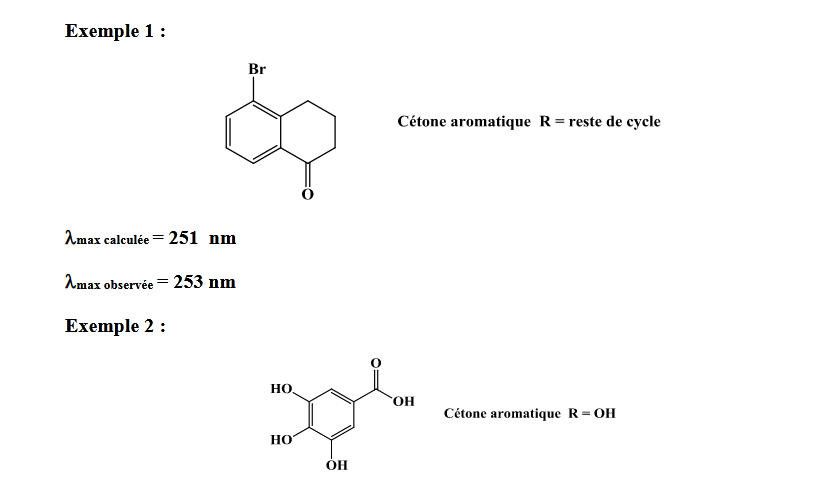 Exemple 1 :
Br
Cétone aromatique R = reste de cycle
O
λmax calculée = 251 nm
λmax observée = 253 nm
Exemple 2 :
O
HO
OH
Cétone aromatique R = OH
HO
OH